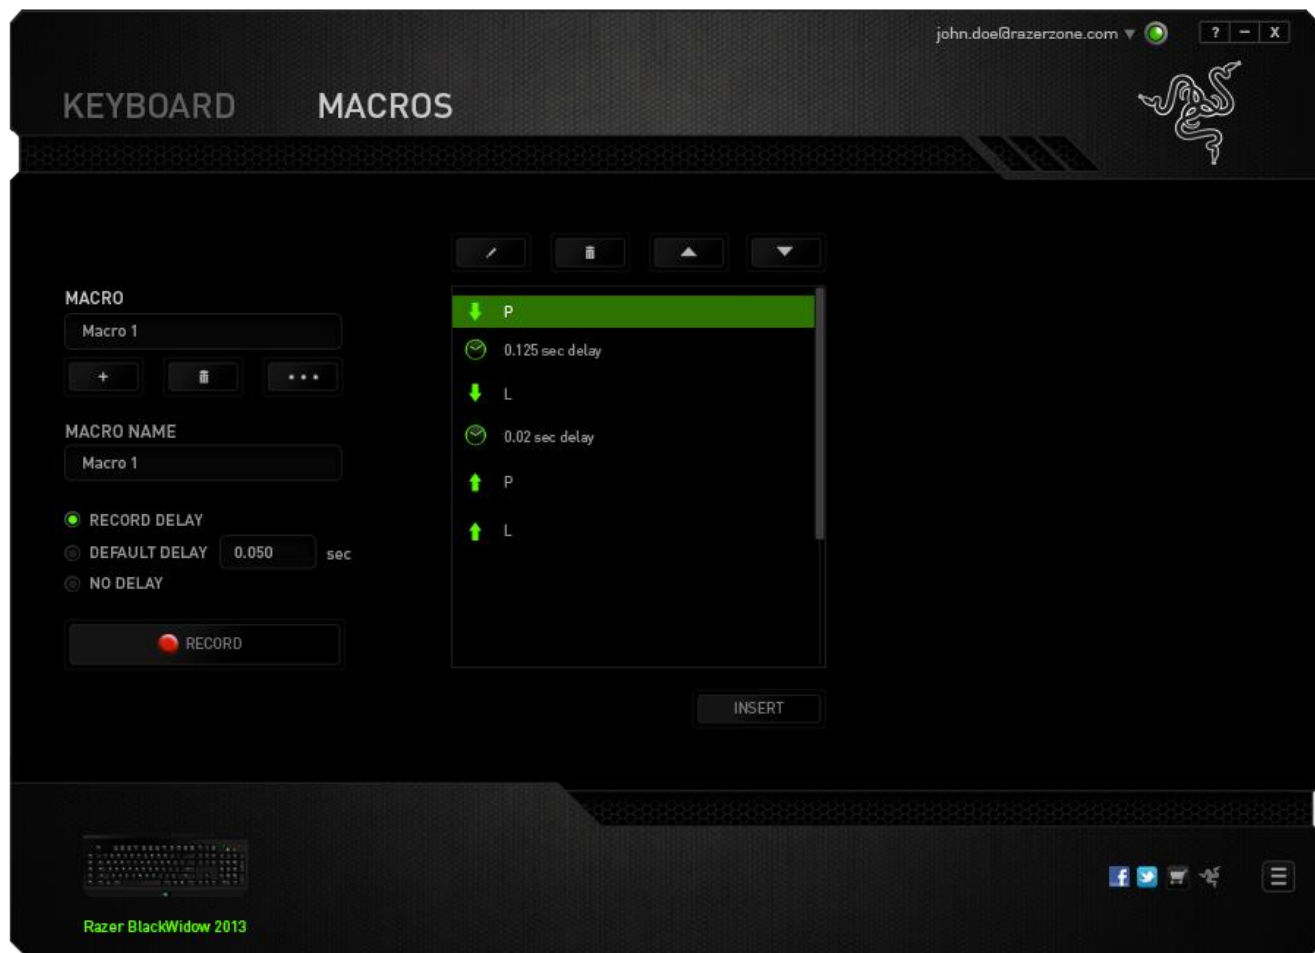 john.doe@razerzone.com
? – X
KEYBOARD MACROS
MACRO
Macro 1
+
MACRO NAME
Macro 1
RECORD DELAY
DEFAULT DELAY 0.050 sec
NO DELAY
RECORD
P
0.125 sec delay
L
0.02 sec delay
P
L
INSERT
Razer BlackWidow 2013